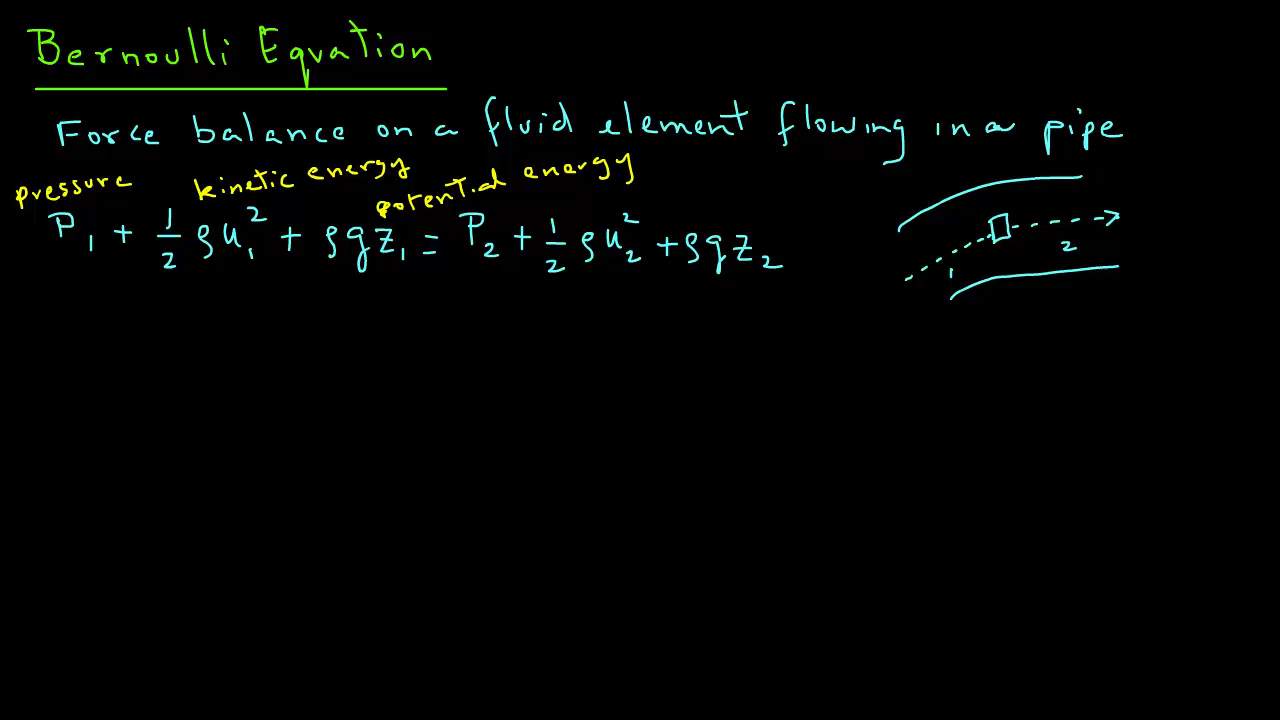 Bernoulli Equation
Force balance on a fluid element flowing in a pipe
pressure kinetic energy potential energy
P₁ + 1/2 ρu₁² + ρgz₁ = P₂ + 1/2 ρu₂² + ρgz₂
1 2